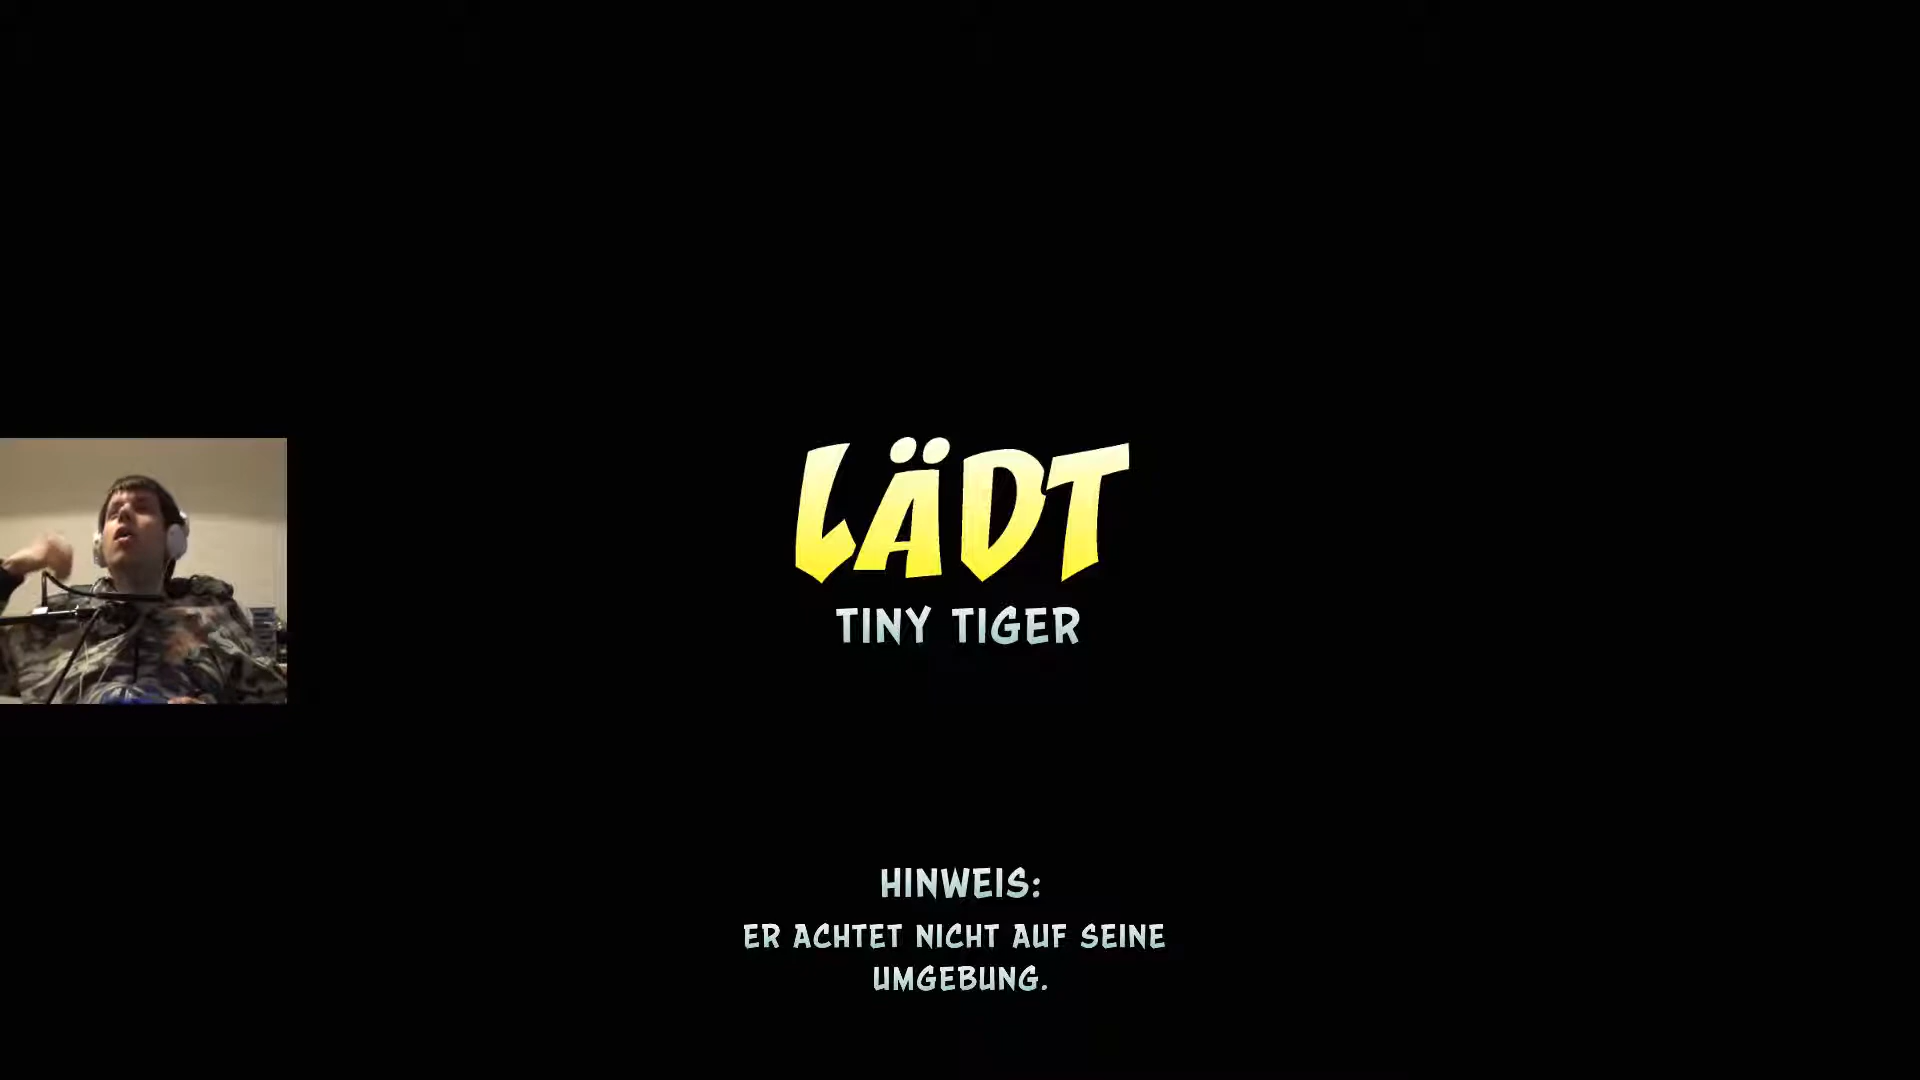 LÄDT
TINY TIGER
HINWEIS:
ER ACHTET NICHT AUF SEINE
UMGEBUNG.